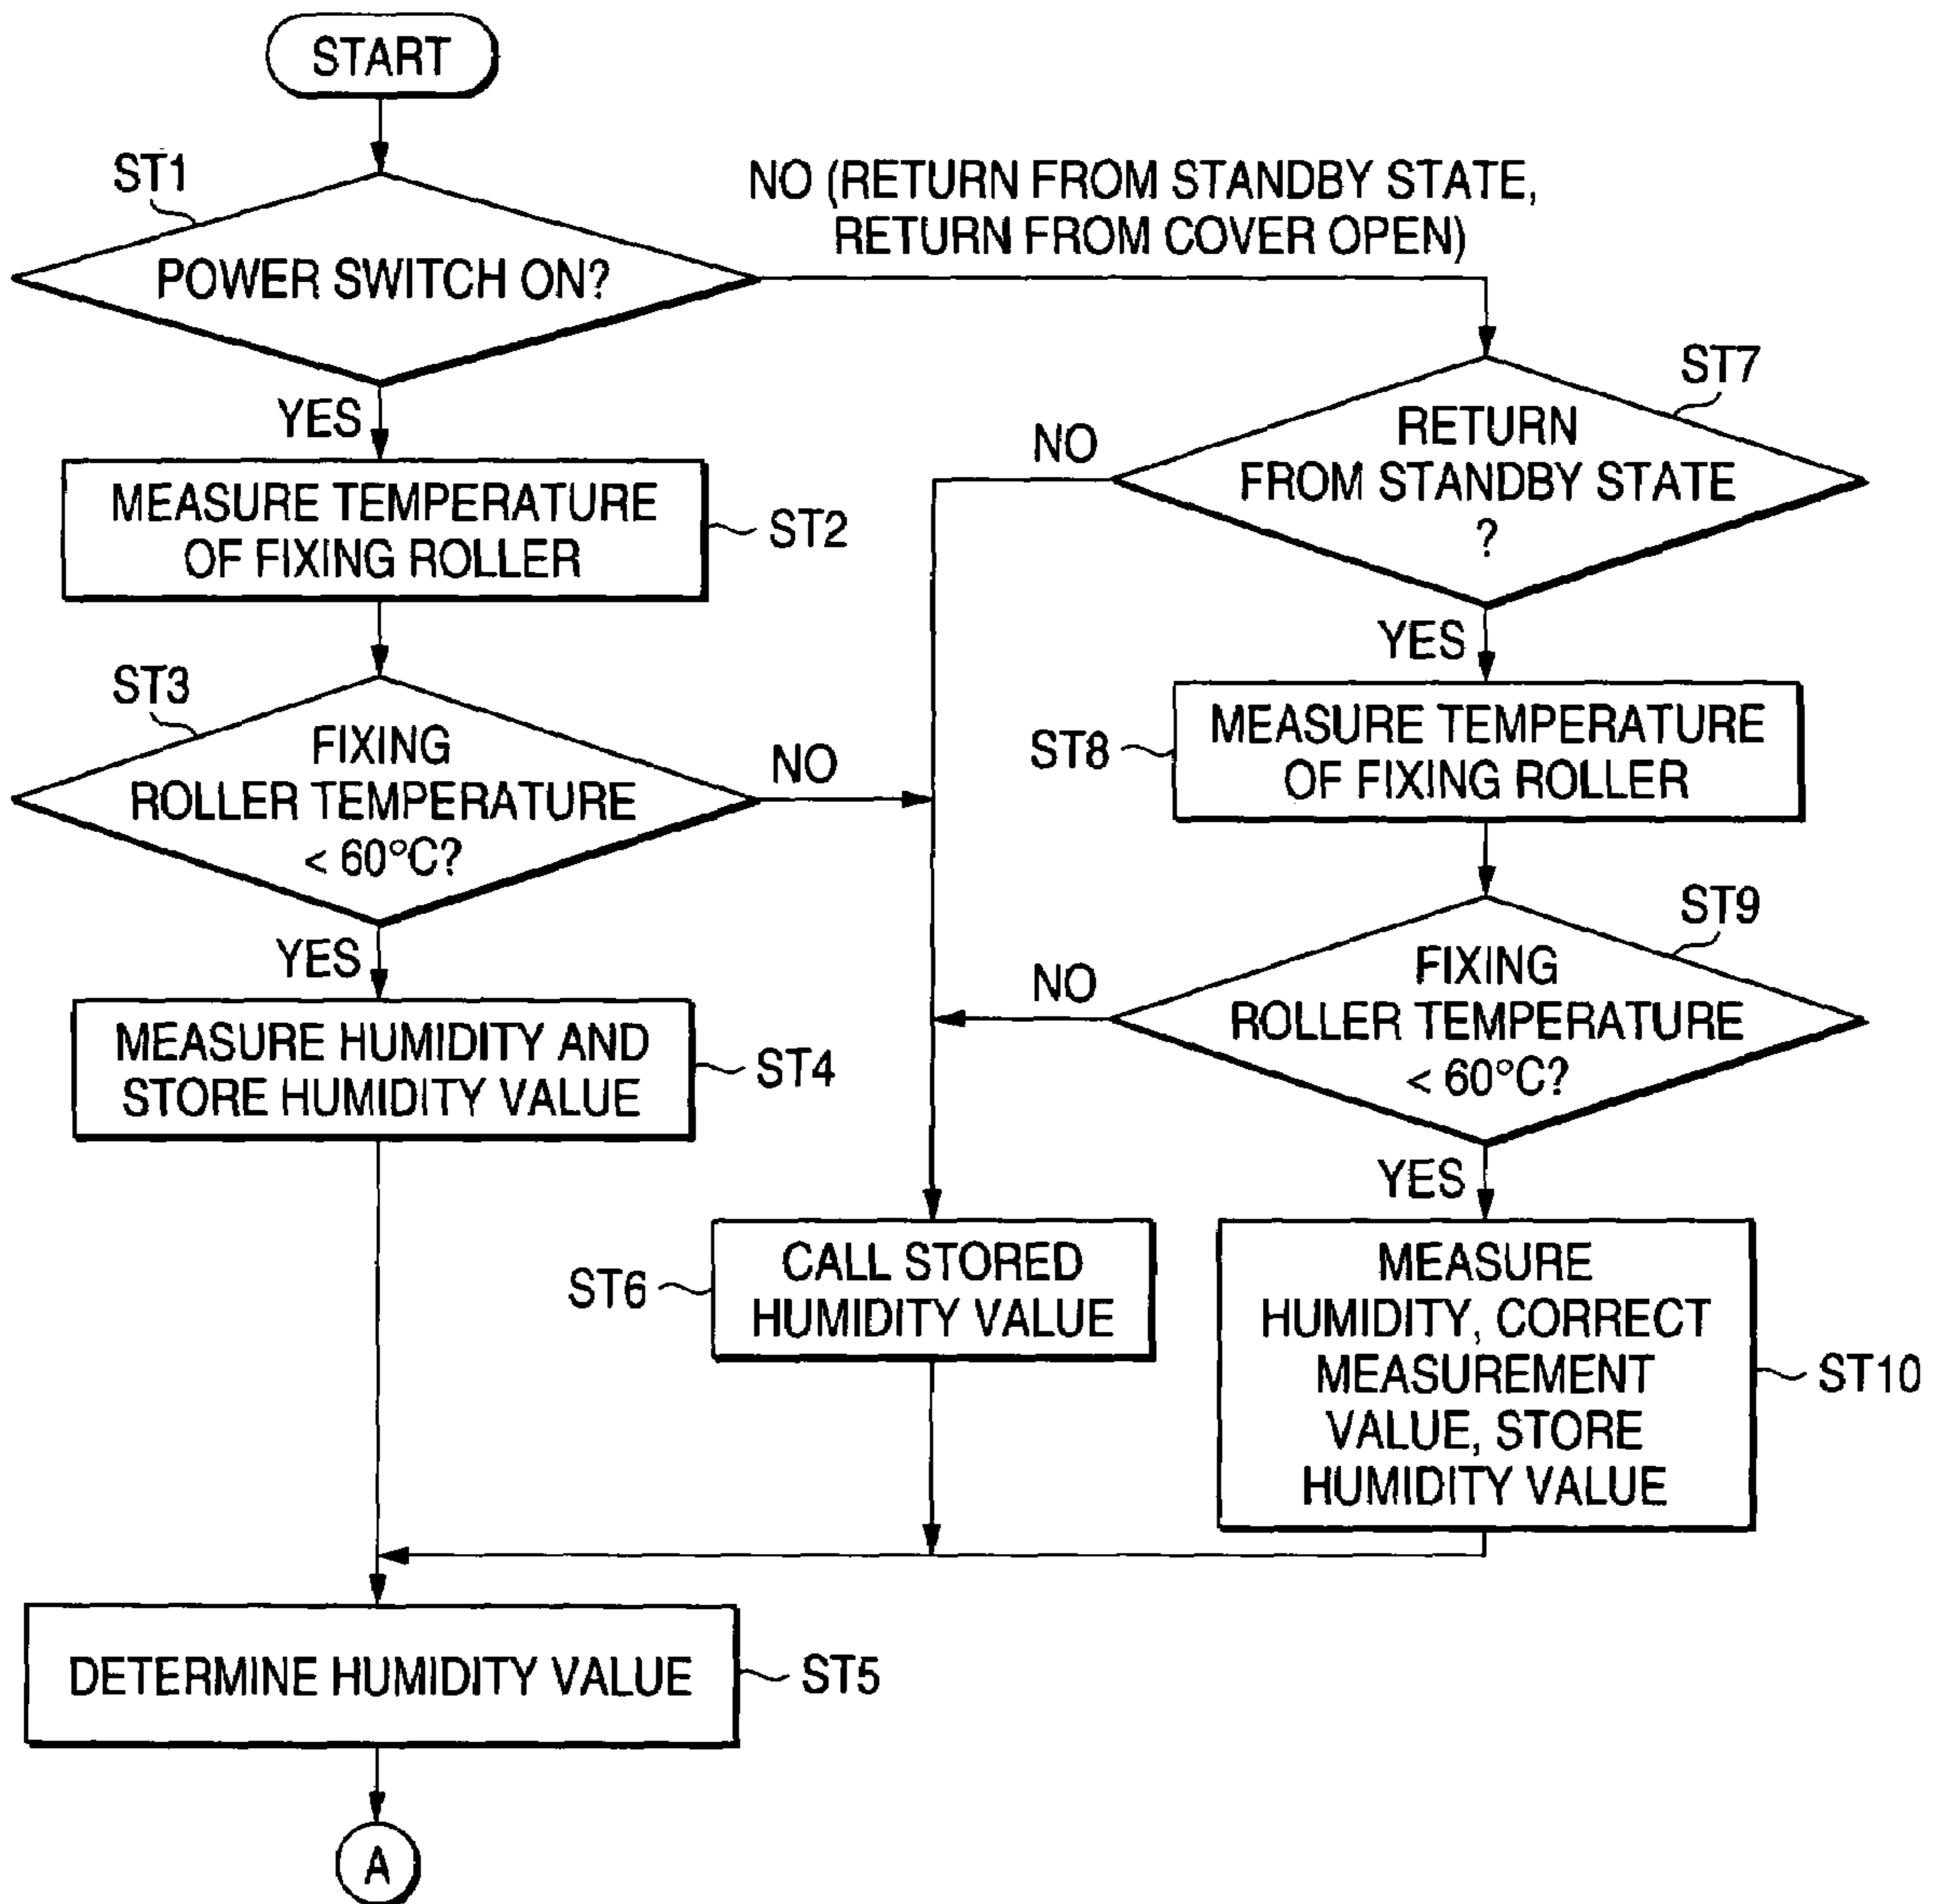 START
ST1
POWER SWITCH ON?
NO (RETURN FROM STANDBY STATE,
RETURN FROM COVER OPEN)
YES
MEASURE TEMPERATURE
OF FIXING ROLLER
ST2
ST3
FIXING
ROLLER TEMPERATURE
< 60°C?
NO
YES
MEASURE HUMIDITY AND
STORE HUMIDITY VALUE
ST4
ST7
RETURN
FROM STANDBY STATE
?
NO
YES
ST8
MEASURE TEMPERATURE
OF FIXING ROLLER
ST9
FIXING
ROLLER TEMPERATURE
< 60°C?
NO
YES
ST6
CALL STORED
HUMIDITY VALUE
MEASURE
HUMIDITY, CORRECT
MEASUREMENT
VALUE, STORE
HUMIDITY VALUE
ST10
DETERMINE HUMIDITY VALUE
ST5
A